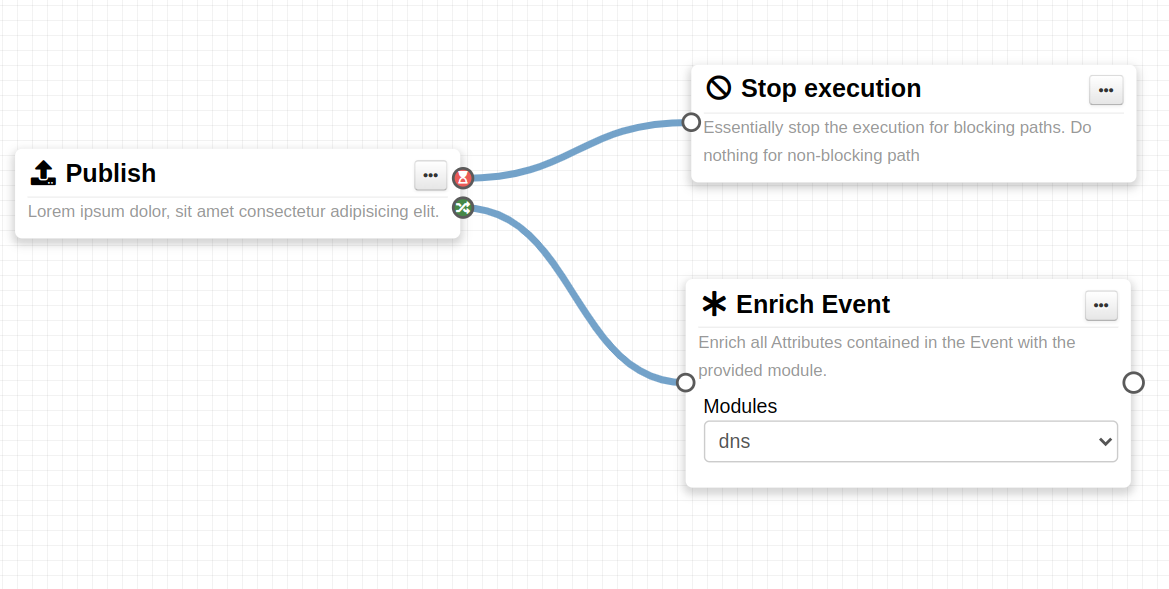 Publish
Lorem ipsum dolor, sit amet consectetur adipisicing elit.
Stop execution
Essentially stop the execution for blocking paths. Do
nothing for non-blocking path
Enrich Event
Enrich all Attributes contained in the Event with the
provided module.
Modules
dns